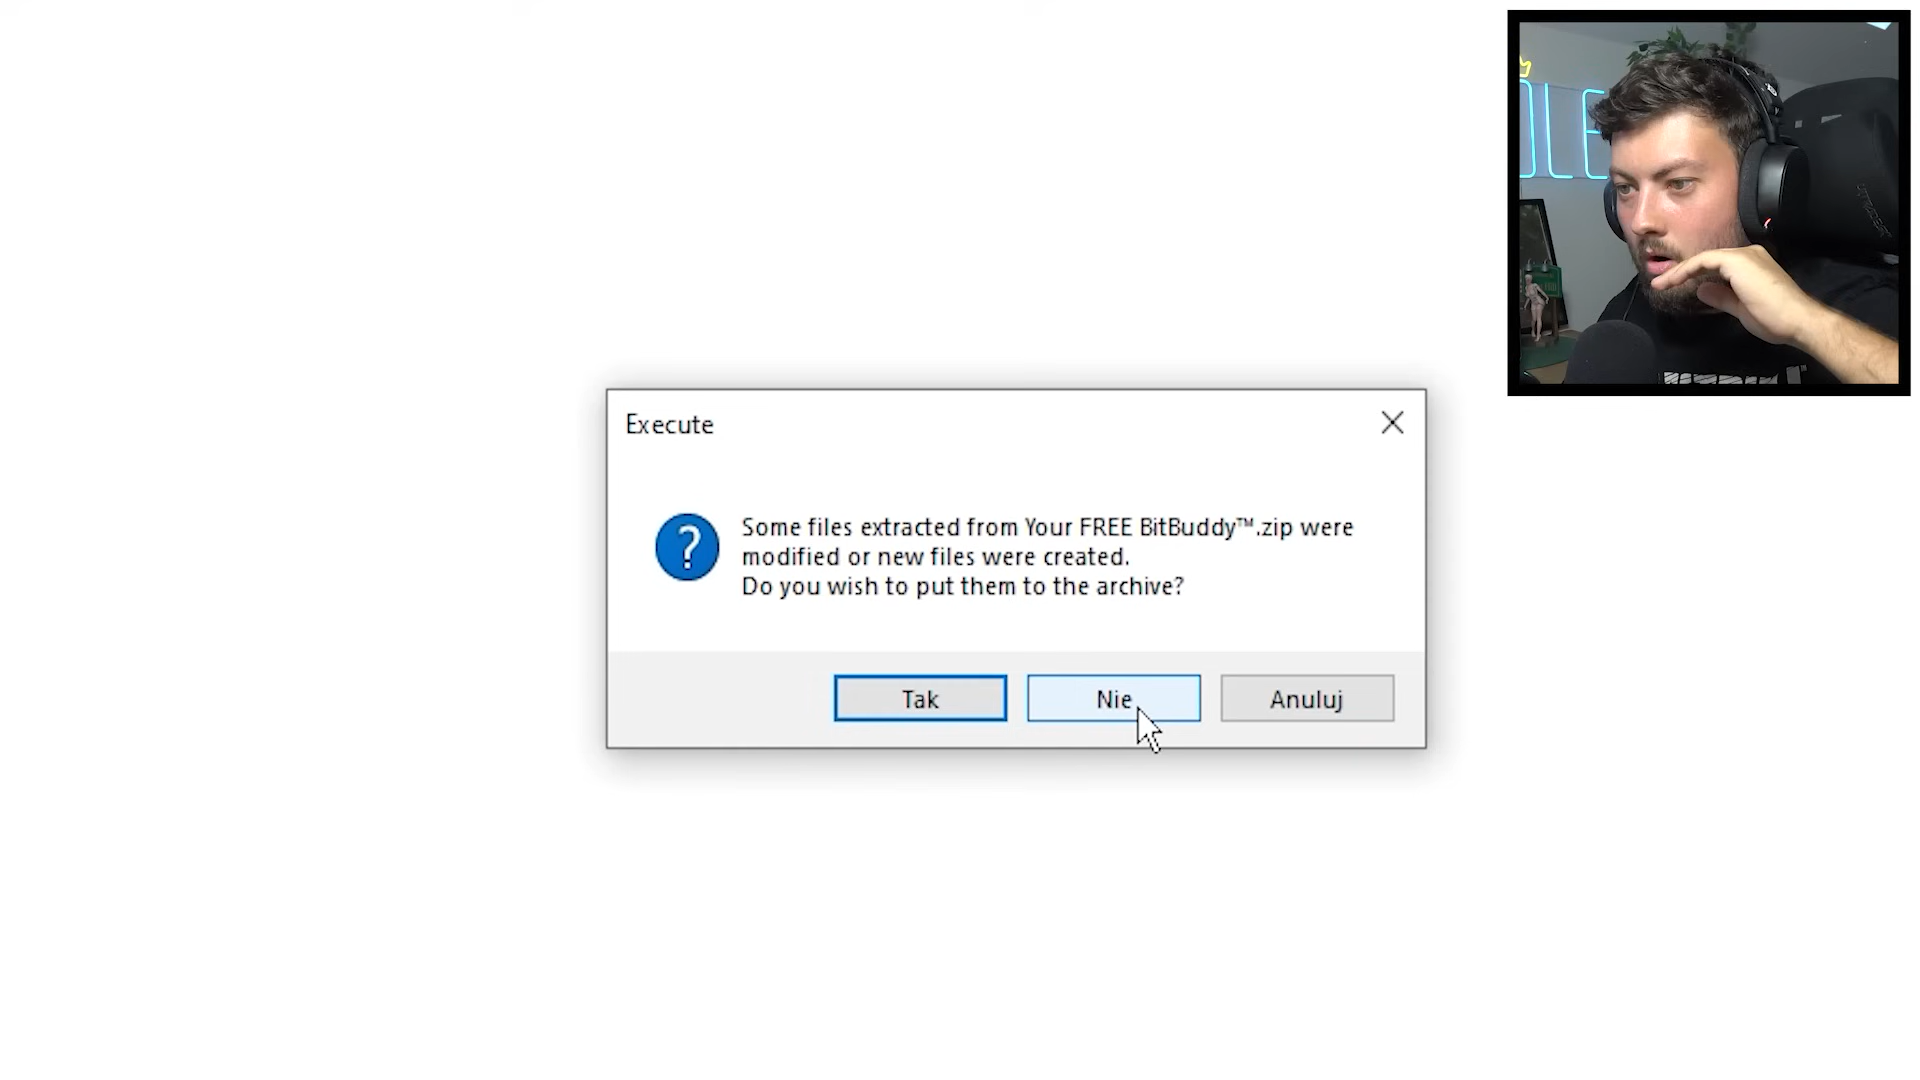 Execute
Some files extracted from Your FREE BitBuddy™.zip were
modified or new files were created.
Do you wish to put them to the archive?
Tak
Nie
Anuluj
OLE